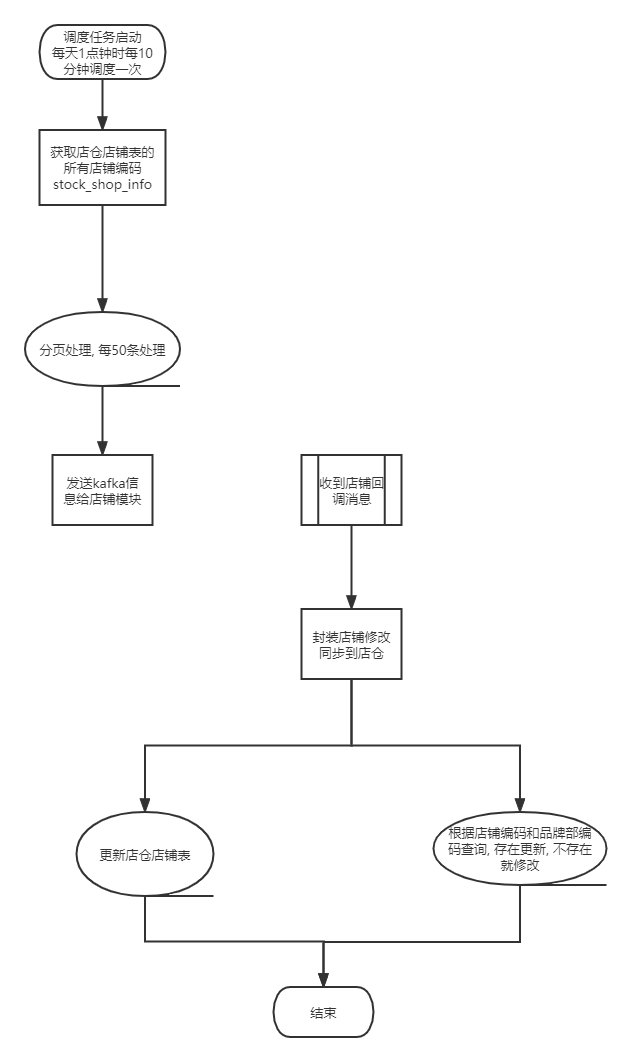 调度任务启动
每天1点钟时每10
分钟调度一次
获取店仓店铺表的
所有店铺编码
stock_shop_info
分页处理, 每50条处理
发送kafka信
息给店铺模块
收到店铺回
调消息
封装店铺修改
同步到店仓
更新店仓店铺表
根据店铺编码和品牌部编
码查询, 存在更新, 不存在
就修改
结束